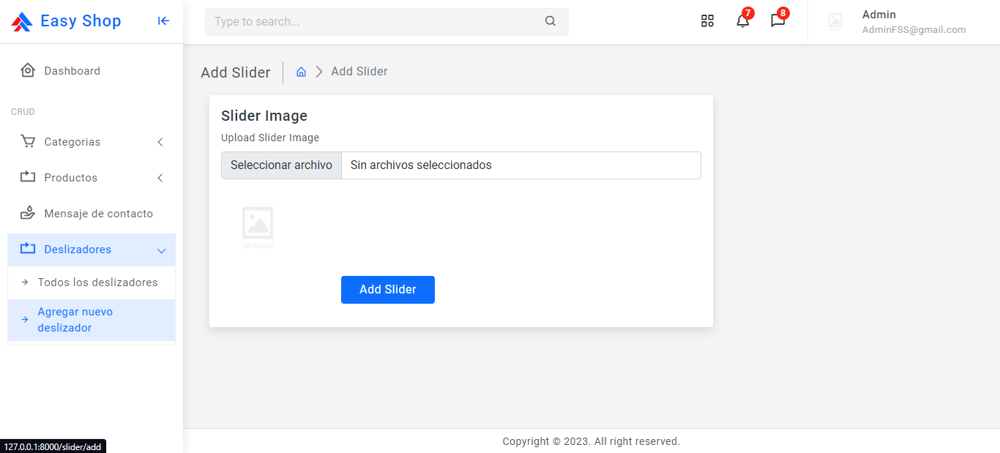 Easy Shop
Type to search...
7
8
Admin
AdminFSS@gmail.com
Dashboard
CRUD
Categorias
Productos
Mensaje de contacto
Deslizadores
Todos los deslizadores
Agregar nuevo
deslizador
Add Slider
Add Slider
Slider Image
Upload Slider Image
Seleccionar archivo
Sin archivos seleccionados
SIN IMAGEN
Add Slider
Copyright © 2023. All right reserved.
127.0.0.1:8000/slider/add